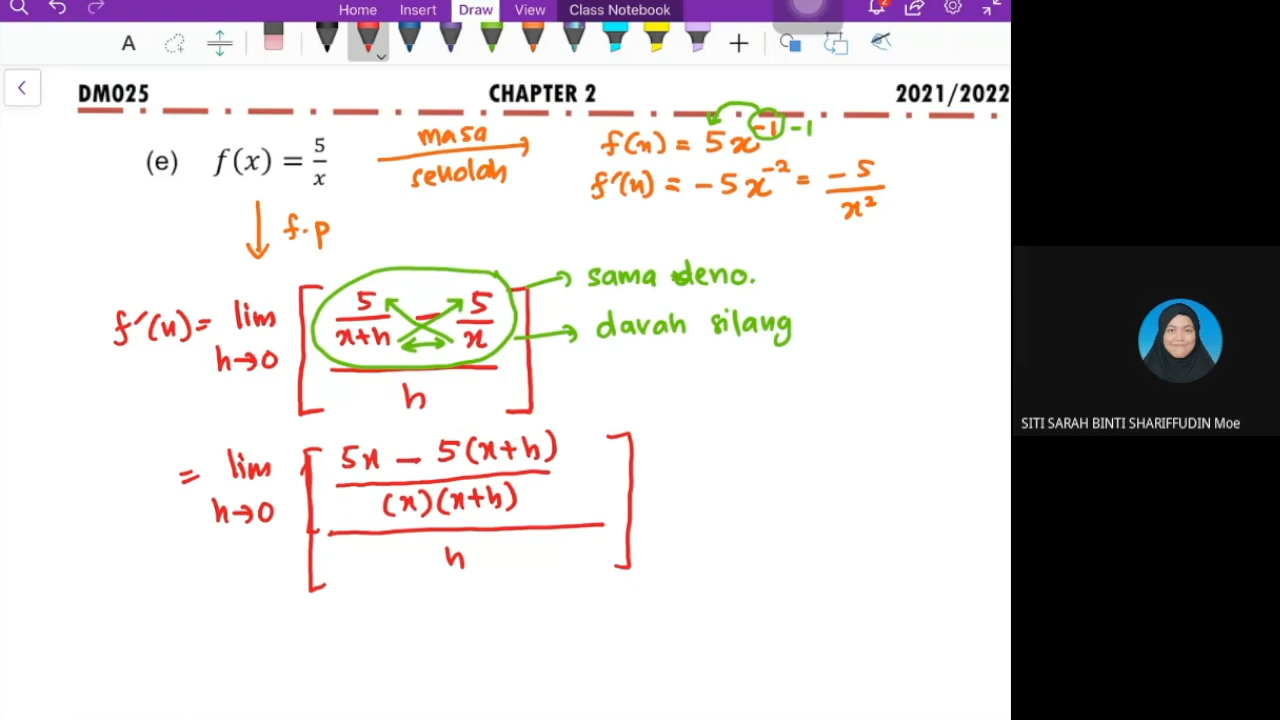 Home Insert Draw View Class Notebook
A
DM025 CHAPTER 2 2021/2022
(e) f(x) = 5/x
masa
sekolah
f(x) = 5x^-1 -1
f'(x) = -5x^-2 = -5/x^2
f.p
f'(x) = lim h→0 [ (5/(x+h) - 5/x) / h ]
→ sama deno.
→ darab silang
= lim h→0 [ ((5x - 5(x+h)) / ((x)(x+h))) / h ]
SITI SARAH BINTI SHARIFFUDIN Moe